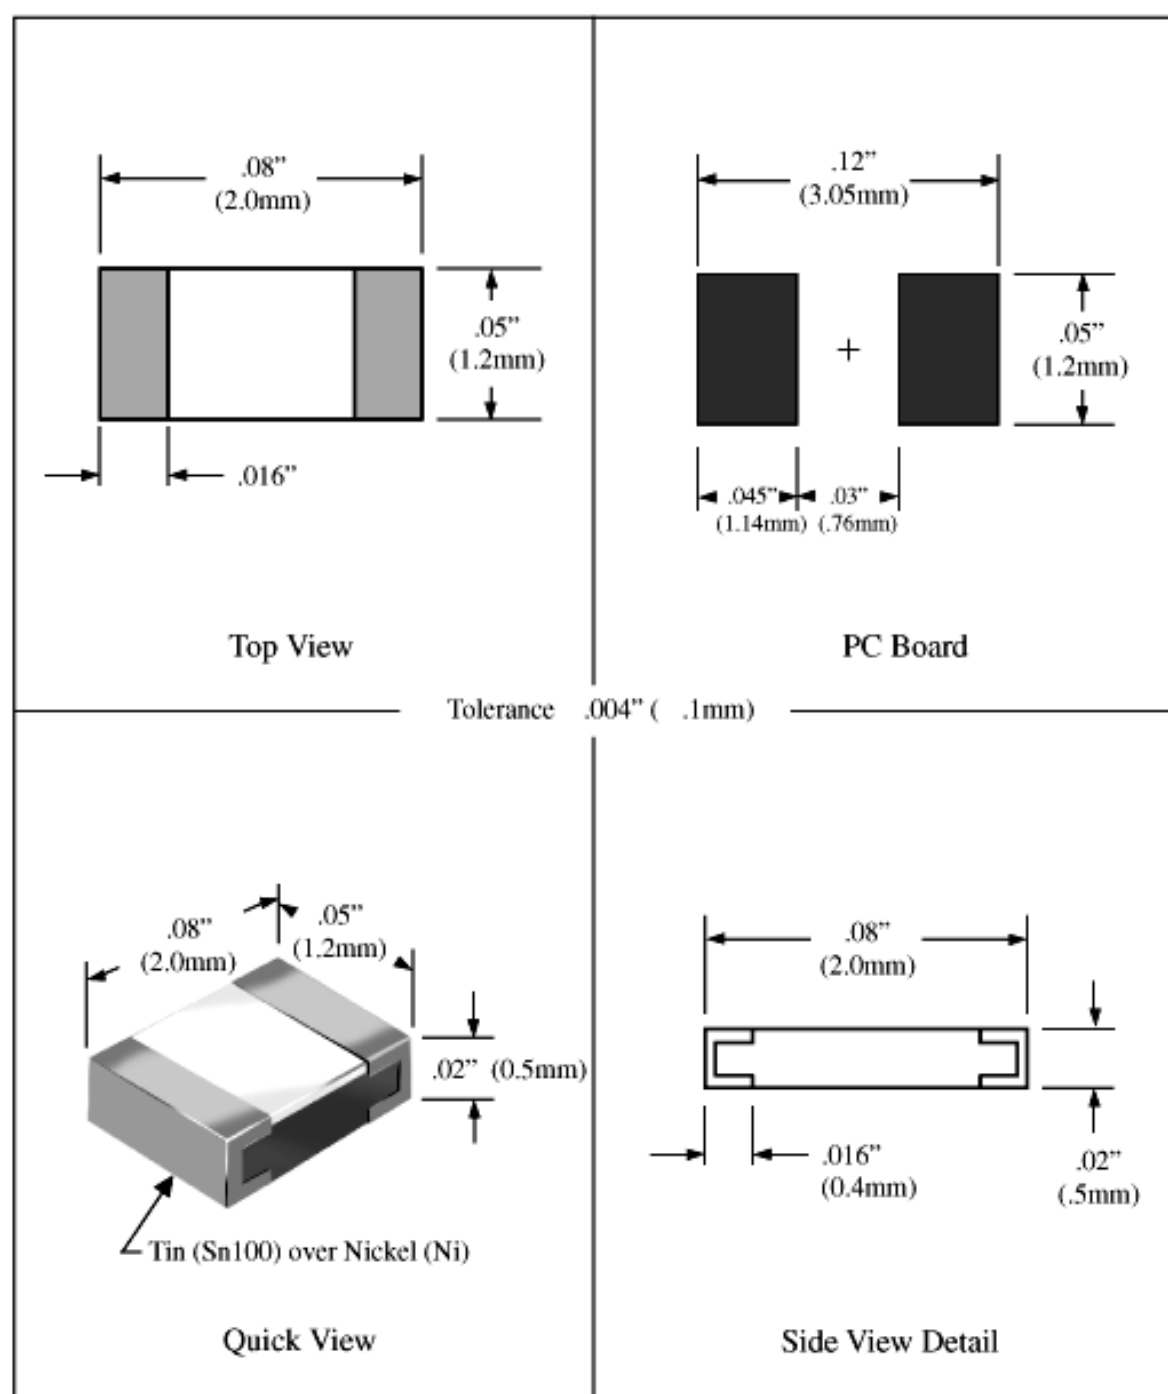 .08”
(2.0mm)
.05”
(1.2mm)
.016”
Top View
.12”
(3.05mm)
.05”
(1.2mm)
.045”
(1.14mm)
.03”
(.76mm)
PC Board
Tolerance .004” ( .1mm)
.08”
(2.0mm)
.05”
(1.2mm)
.02” (0.5mm)
Tin (Sn100) over Nickel (Ni)
Quick View
.08”
(2.0mm)
.016”
(0.4mm)
.02”
(.5mm)
Side View Detail